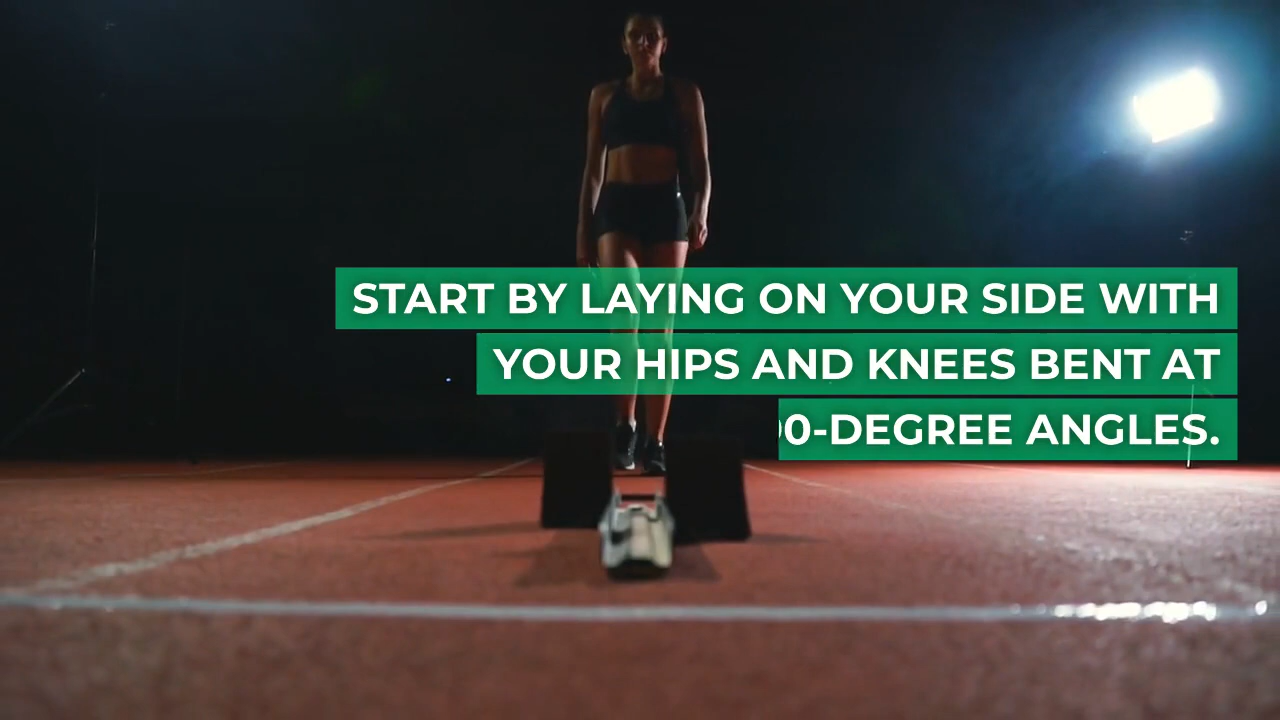 START BY LAYING ON YOUR SIDE WITH
YOUR HIPS AND KNEES BENT AT
0-DEGREE ANGLES.